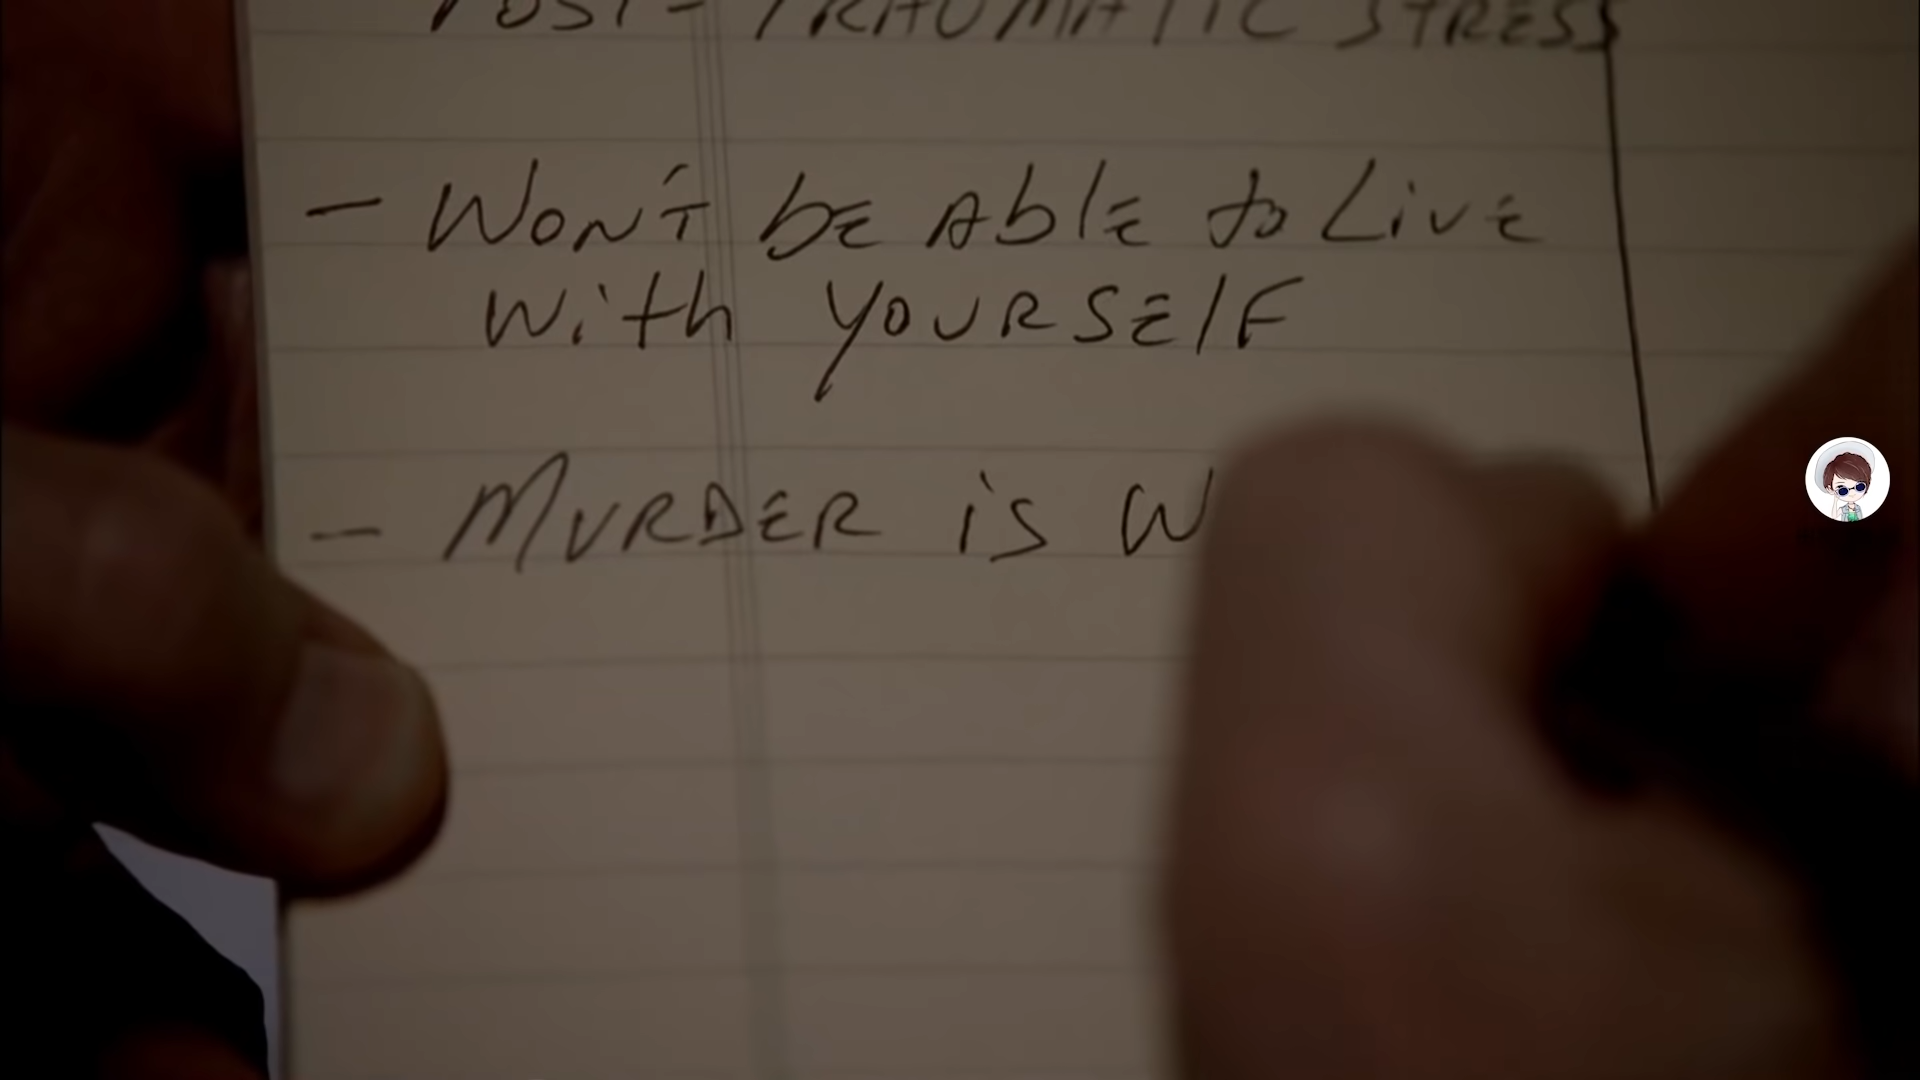 POST-TRAUMATIC STRESS
- WON'T bE AblE to LiVE
With YOURSElF
- MURDER iS W